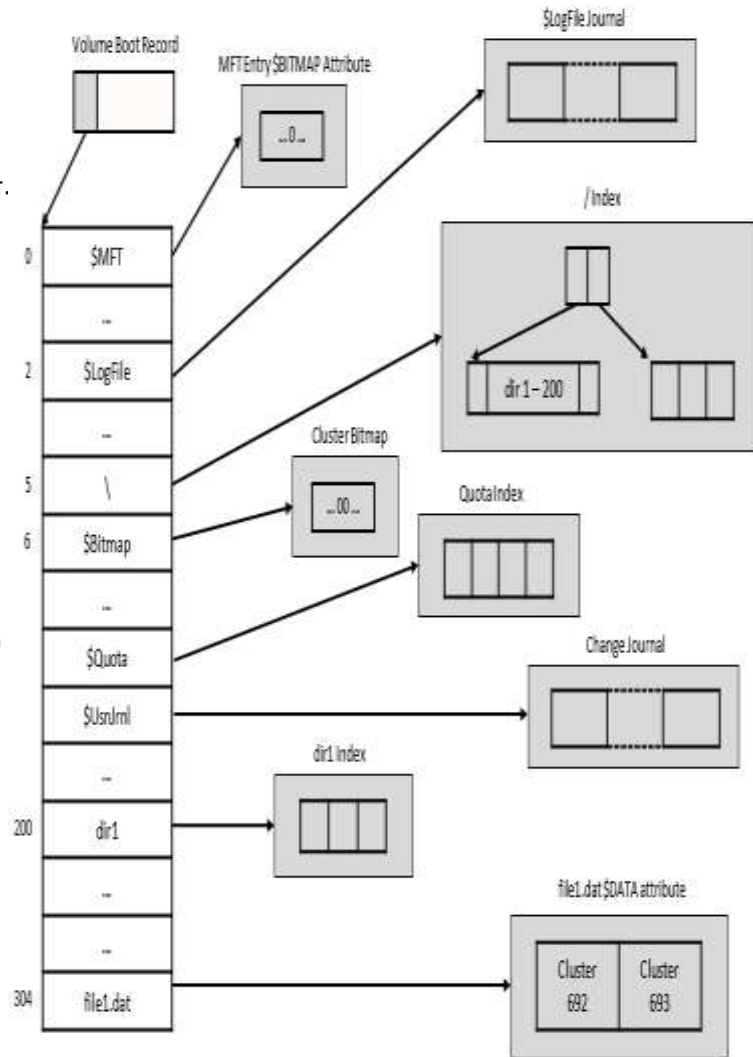 Volume Boot Record
MFT Entry $BITMAP Attribute
... 0 ...
$LogFile Journal
/ Index
dir 1 – 200
0 $MFT
...
2 $LogFile
...
5 \
6 $Bitmap
...
$Quota
$UsrJrnl
...
200 dir1
...
...
304 file1.dat
Cluster Bitmap
... 00 ...
Quota Index
Change Journal
dir1 Index
file1.dat $DATA attribute
Cluster
692
Cluster
693